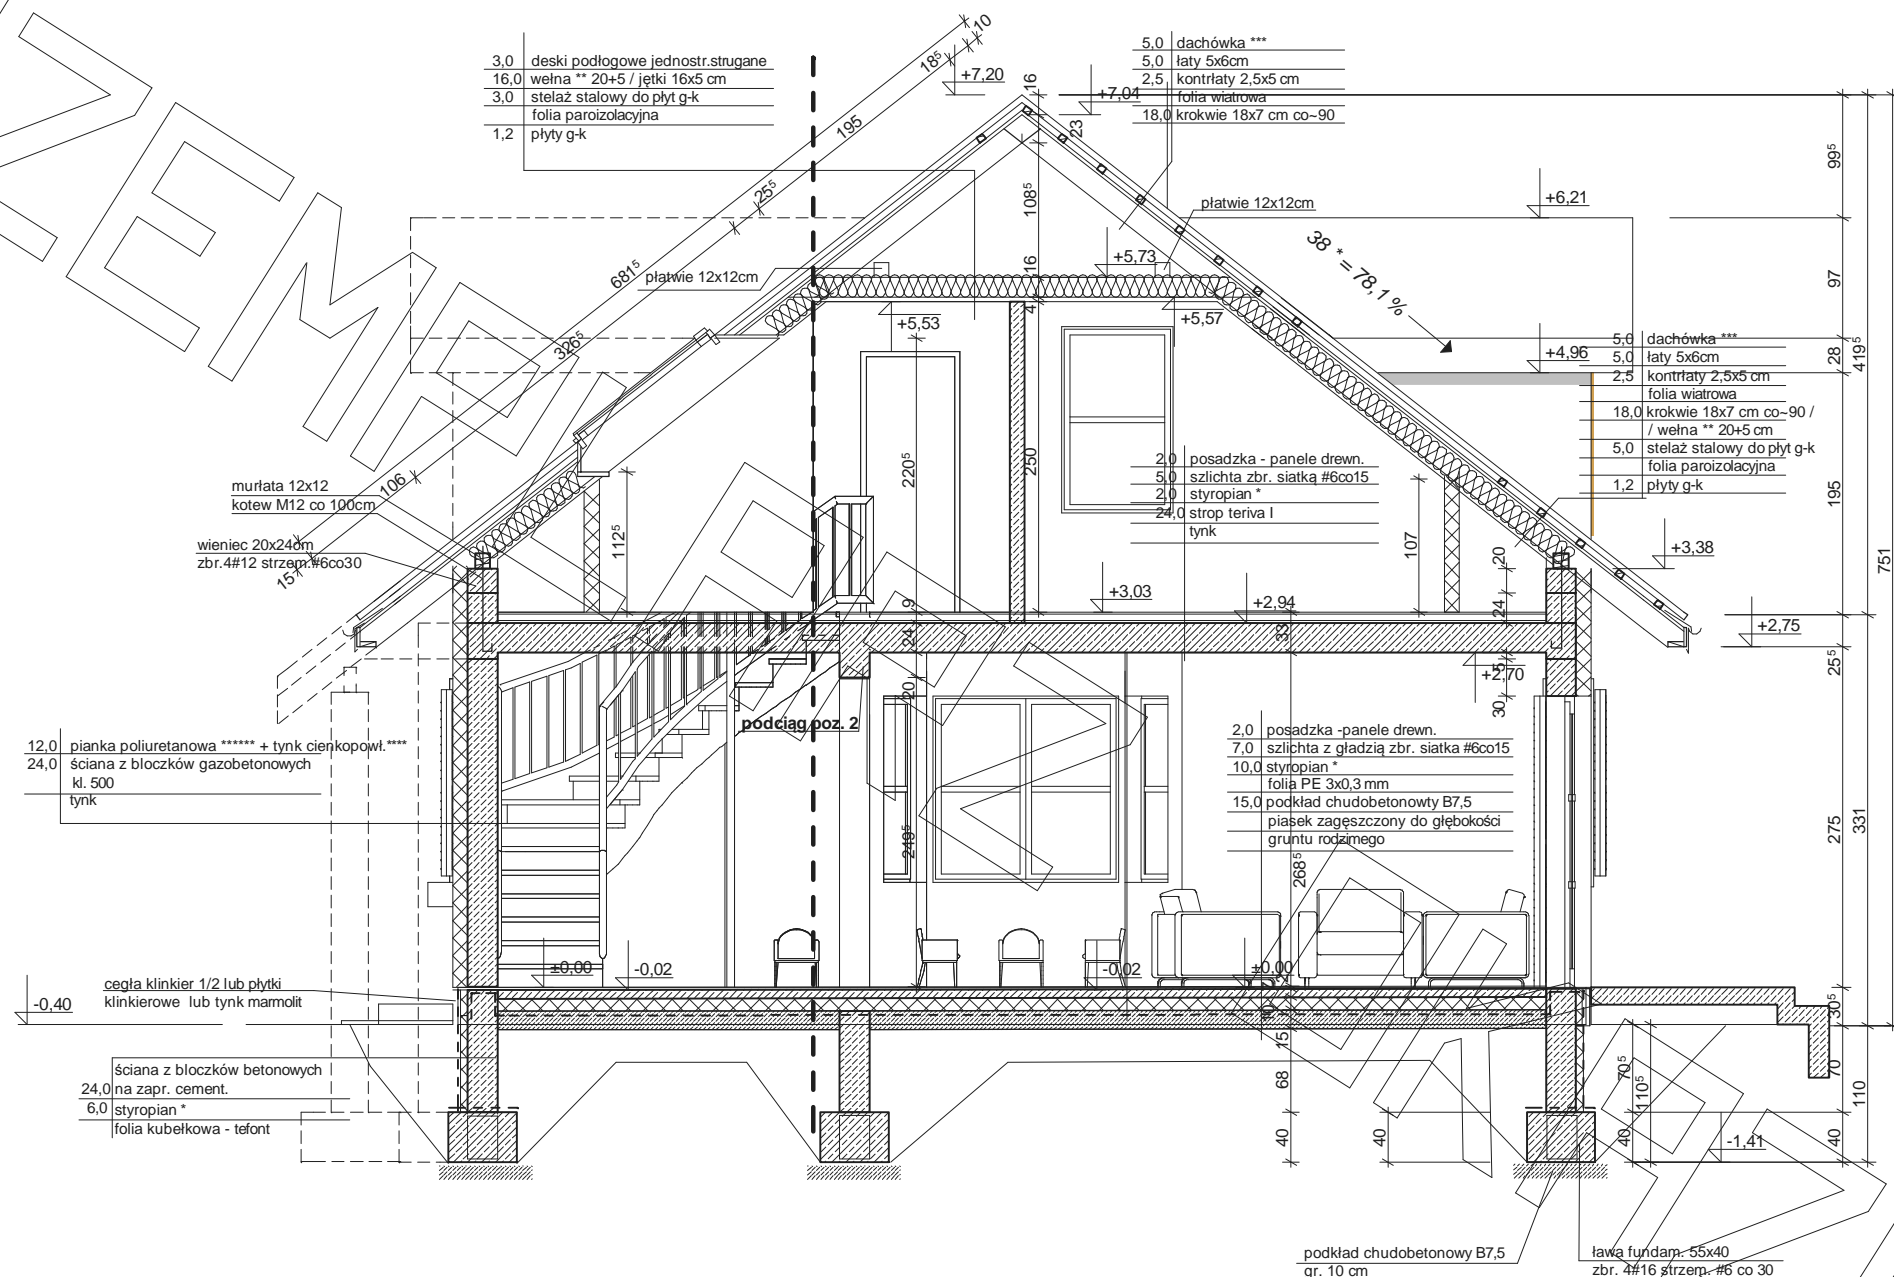 3,0 deski podłogowe jednostr.strugane
16,0 wełna ** 20+5 / jętki 16x5 cm
3,0 stelaż stalowy do płyt g-k
folia paroizolacyjna
1,2 płyty g-k
10
18⁵
195
25⁵
681⁵
326⁵
106
15
+7,20
+7,04
16
23
5,0 dachówka ***
5,0 łaty 5x6cm
2,5 kontrłaty 2,5x5 cm
folia wiatrowa
18,0 krokwie 18x7 cm co~90
płatwie 12x12cm
+6,21
38 * = 78,1 %
108⁵
16
4
+5,73
płatwie 12x12cm
+5,53
+5,57
+4,96
5,0 dachówka ***
5,0 łaty 5x6cm
2,5 kontrłaty 2,5x5 cm
folia wiatrowa
18,0 krokwie 18x7 cm co~90 /
/ wełna ** 20+5 cm
5,0 stelaż stalowy do płyt g-k
folia paroizolacyjna
1,2 płyty g-k
99⁵
97
28
419⁵
195
751
220⁵
250
2,0 posadzka - panele drewn.
5,0 szlichta zbr. siatką #6co15
2,0 styropian *
24,0 strop teriva I
tynk
murłata 12x12
kotew M12 co 100cm
wieniec 20x24cm
zbr.4#12 strzem.#6co30
112⁵
107
20
24
+3,38
+3,03
+2,94
+2,75
9
24
20
33
5
30
+2,70
25⁵
podciąg poz. 2
12,0 pianka poliuretanowa ****** + tynk cienkopowł.****
24,0 ściana z bloczków gazobetonowych
kl. 500
tynk
2,0 posadzka -panele drewn.
7,0 szlichta z gładzią zbr. siatka #6co15
10,0 styropian *
folia PE 3x0,3 mm
15,0 podkład chudobetonowty B7,5
piasek zagęszczony do głębokości
gruntu rodzimego
249⁵
268⁵
275
331
±0,00
-0,02
-0,02
±0,00
cegła klinkier 1/2 lub płytki
klinkierowe lub tynk marmolit
-0,40
10
15
68
40
40
30⁵
70
70⁵
110⁵
110
40
40
-1,41
ściana z bloczków betonowych
24,0 na zapr. cement.
6,0 styropian *
folia kubełkowa - tefont
podkład chudobetonowy B7,5
gr. 10 cm
ława fundam. 55x40
zbr. 4#16 strzem. #6 co 30